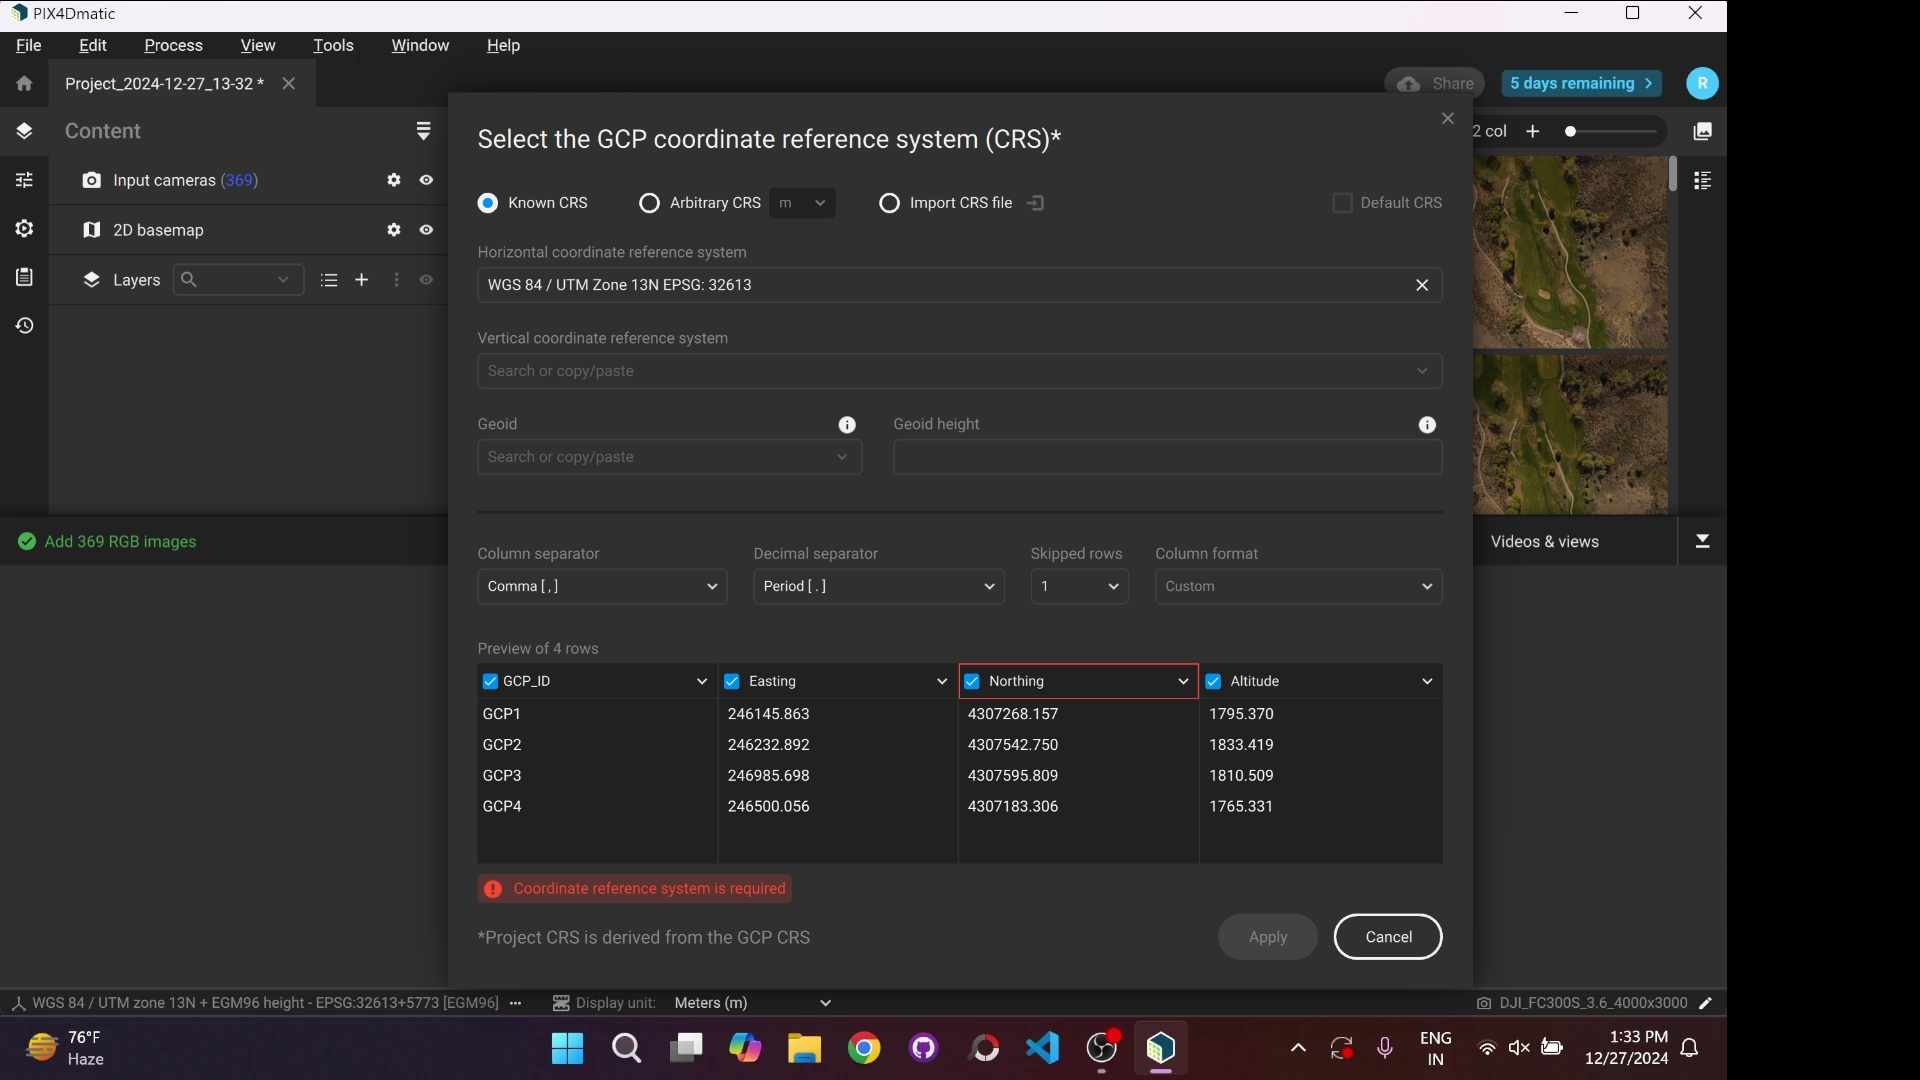 PIX4Dmatic
File Edit Process View Tools Window Help
Project_2024-12-27_13-32 *
Share
5 days remaining
R
Content
Input cameras (369)
2D basemap
Layers
Add 369 RGB images
Select the GCP coordinate reference system (CRS)*
Known CRS
Arbitrary CRS
m
Import CRS file
Default CRS
Horizontal coordinate reference system
WGS 84 / UTM Zone 13N EPSG: 32613
Vertical coordinate reference system
Search or copy/paste
Geoid
Geoid height
Search or copy/paste
Column separator Decimal separator Skipped rows Column format
Comma [ , ] Period [ . ] 1 Custom
Preview of 4 rows
GCP_ID Easting Northing Altitude
GCP1 246145.863 4307268.157 1795.370
GCP2 246232.892 4307542.750 1833.419
GCP3 246985.698 4307595.809 1810.509
GCP4 246500.056 4307183.306 1765.331
Coordinate reference system is required
*Project CRS is derived from the GCP CRS
Apply
Cancel
2 col
Videos & views
WGS 84 / UTM zone 13N + EGM96 height - EPSG:32613+5773 [EGM96]
Display unit: Meters (m)
DJI_FC300S_3.6_4000x3000
76°F
Haze
ENG
IN
1:33 PM
12/27/2024